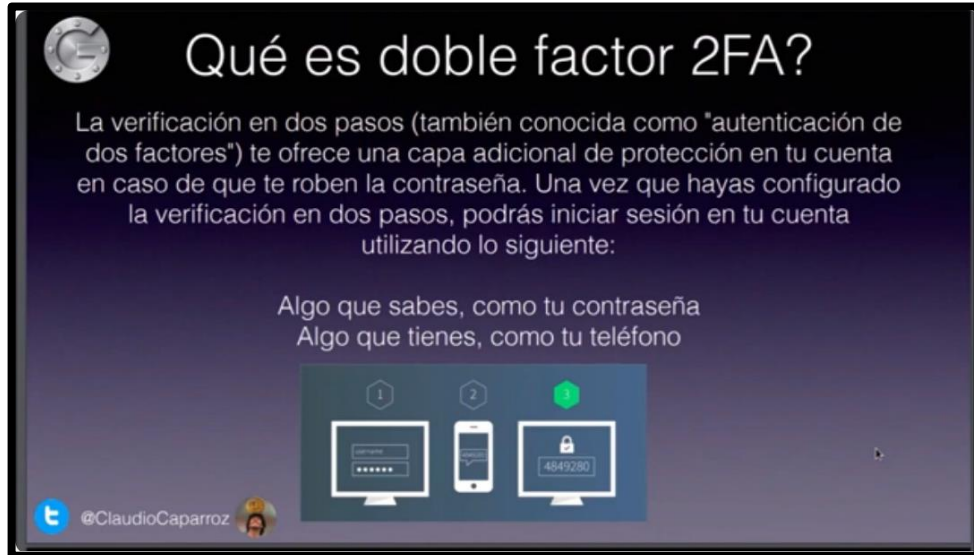 Qué es doble factor 2FA?
La verificación en dos pasos (también conocida como "autenticación de
dos factores") te ofrece una capa adicional de protección en tu cuenta
en caso de que te roben la contraseña. Una vez que hayas configurado
la verificación en dos pasos, podrás iniciar sesión en tu cuenta
utilizando lo siguiente:
Algo que sabes, como tu contraseña
Algo que tienes, como tu teléfono
1 2 3
username
4849280
@ClaudioCaparroz